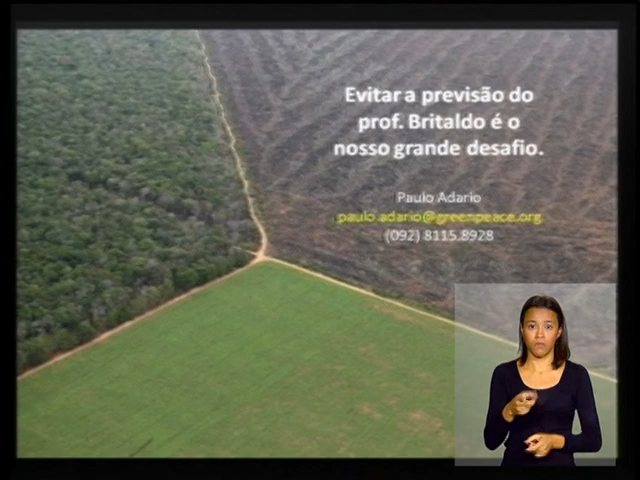 Evitar a previsão do
prof. Britaldo é o
nosso grande desafio.
Paulo Adario
paulo.adario@greenpeace.org
(092) 8115.8928